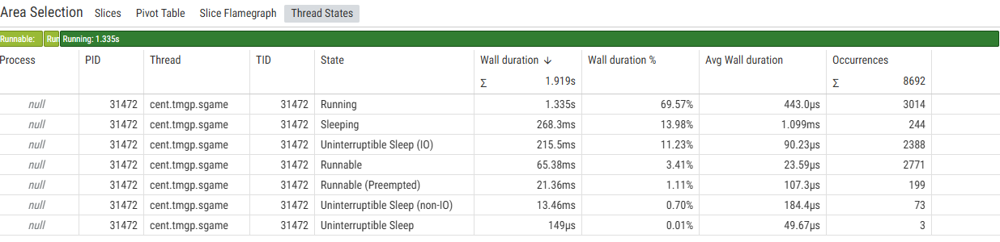 Area Selection Slices Pivot Table Slice Flamegraph Thread States
Runnable: Run Running: 1.335s
Process PID Thread TID State Wall duration ↓ Wall duration % Avg Wall duration Occurrences
Σ 1.919s Σ 8692
null 31472 cent.tmgp.sgame 31472 Running 1.335s 69.57% 443.0µs 3014
null 31472 cent.tmgp.sgame 31472 Sleeping 268.3ms 13.98% 1.099ms 244
null 31472 cent.tmgp.sgame 31472 Uninterruptible Sleep (IO) 215.5ms 11.23% 90.23µs 2388
null 31472 cent.tmgp.sgame 31472 Runnable 65.38ms 3.41% 23.59µs 2771
null 31472 cent.tmgp.sgame 31472 Runnable (Preempted) 21.36ms 1.11% 107.3µs 199
null 31472 cent.tmgp.sgame 31472 Uninterruptible Sleep (non-IO) 13.46ms 0.70% 184.4µs 73
null 31472 cent.tmgp.sgame 31472 Uninterruptible Sleep 149µs 0.01% 49.67µs 3